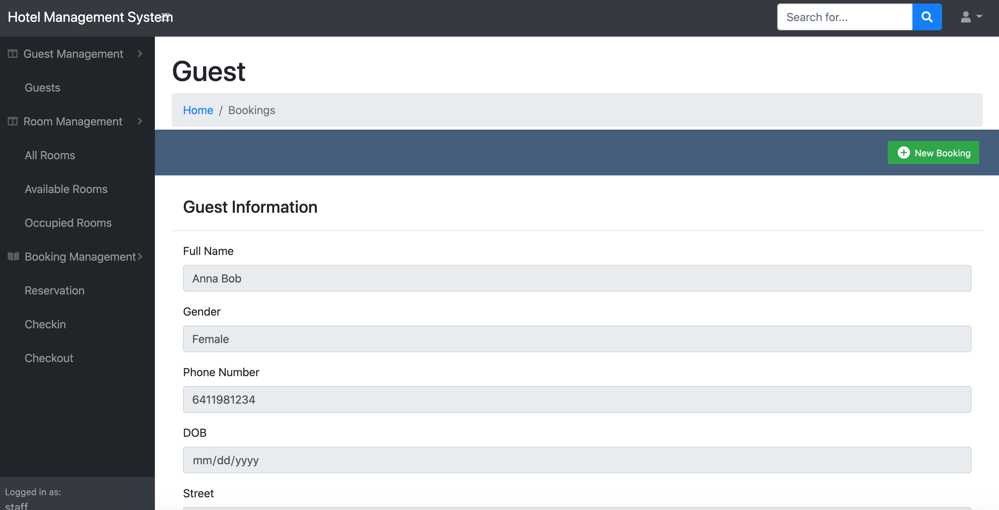 Hotel Management System
Search for...
Guest Management
Guests
Room Management
All Rooms
Available Rooms
Occupied Rooms
Booking Management
Reservation
Checkin
Checkout
Logged in as:
staff
Guest
Home / Bookings
New Booking
Guest Information
Full Name
Anna Bob
Gender
Female
Phone Number
6411981234
DOB
mm/dd/yyyy
Street